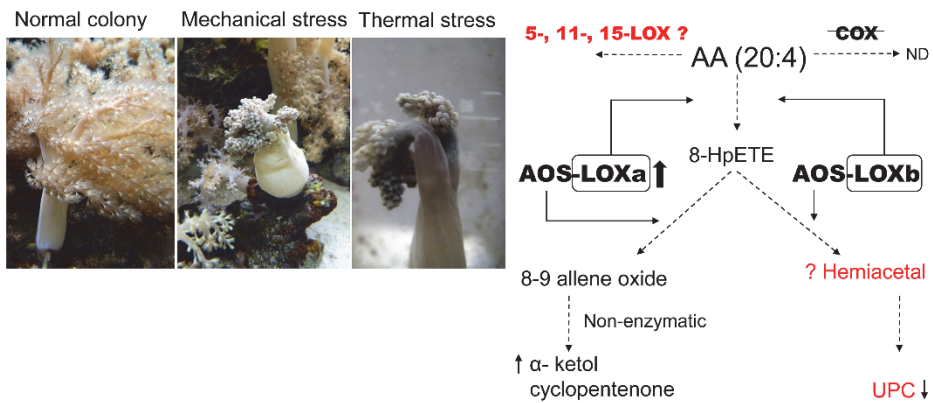 Normal colony
Mechanical stress
Thermal stress
5-, 11-, 15-LOX ?
COX
AA (20:4)
ND
8-HpETE
AOS-LOXa
AOS-LOXb
8-9 allene oxide
? Hemiacetal
Non-enzymatic
α- ketol
cyclopentenone
UPC